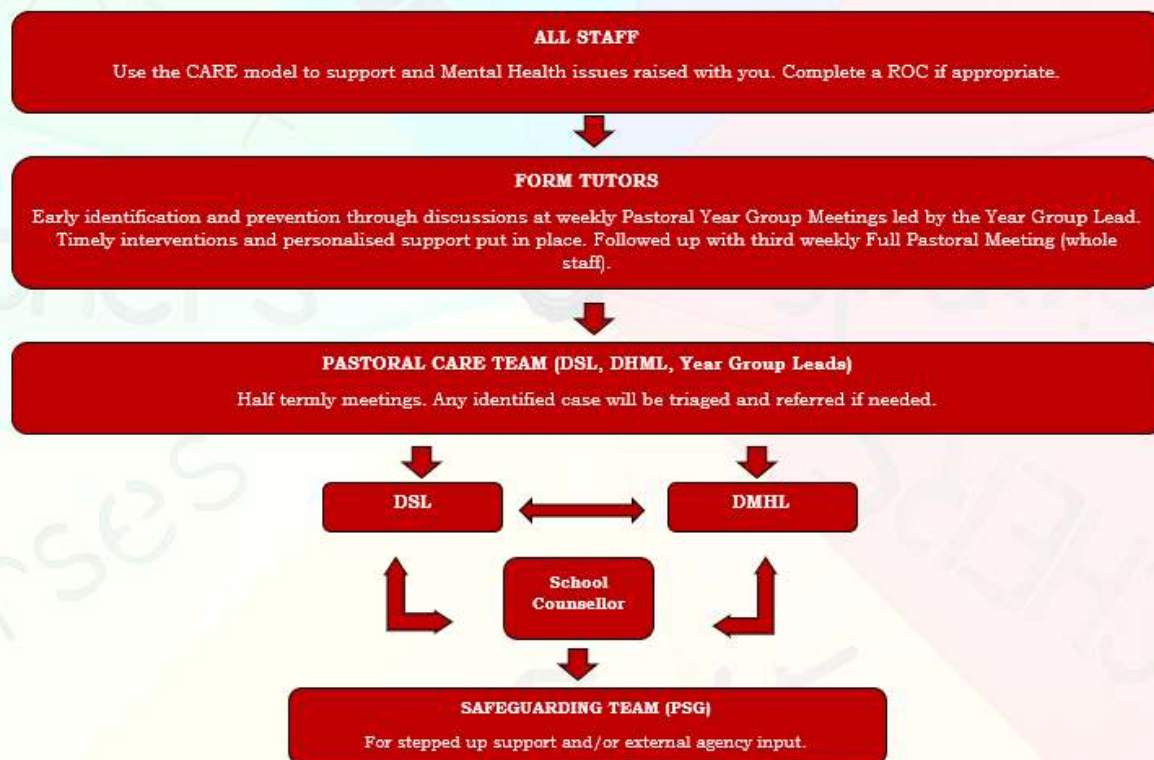 ALL STAFF
Use the CARE model to support and Mental Health issues raised with you. Complete a ROC if appropriate.
FORM TUTORS
Early identification and prevention through discussions at weekly Pastoral Year Group Meetings led by the Year Group Lead.
Timely interventions and personalised support put in place. Followed up with third weekly Full Pastoral Meeting (whole
staff).
PASTORAL CARE TEAM (DSL, DHML, Year Group Leads)
Half termly meetings. Any identified case will be triaged and referred if needed.
DSL
DMHL
School
Counsellor
SAFEGUARDING TEAM (PSG)
For stepped up support and/or external agency input.